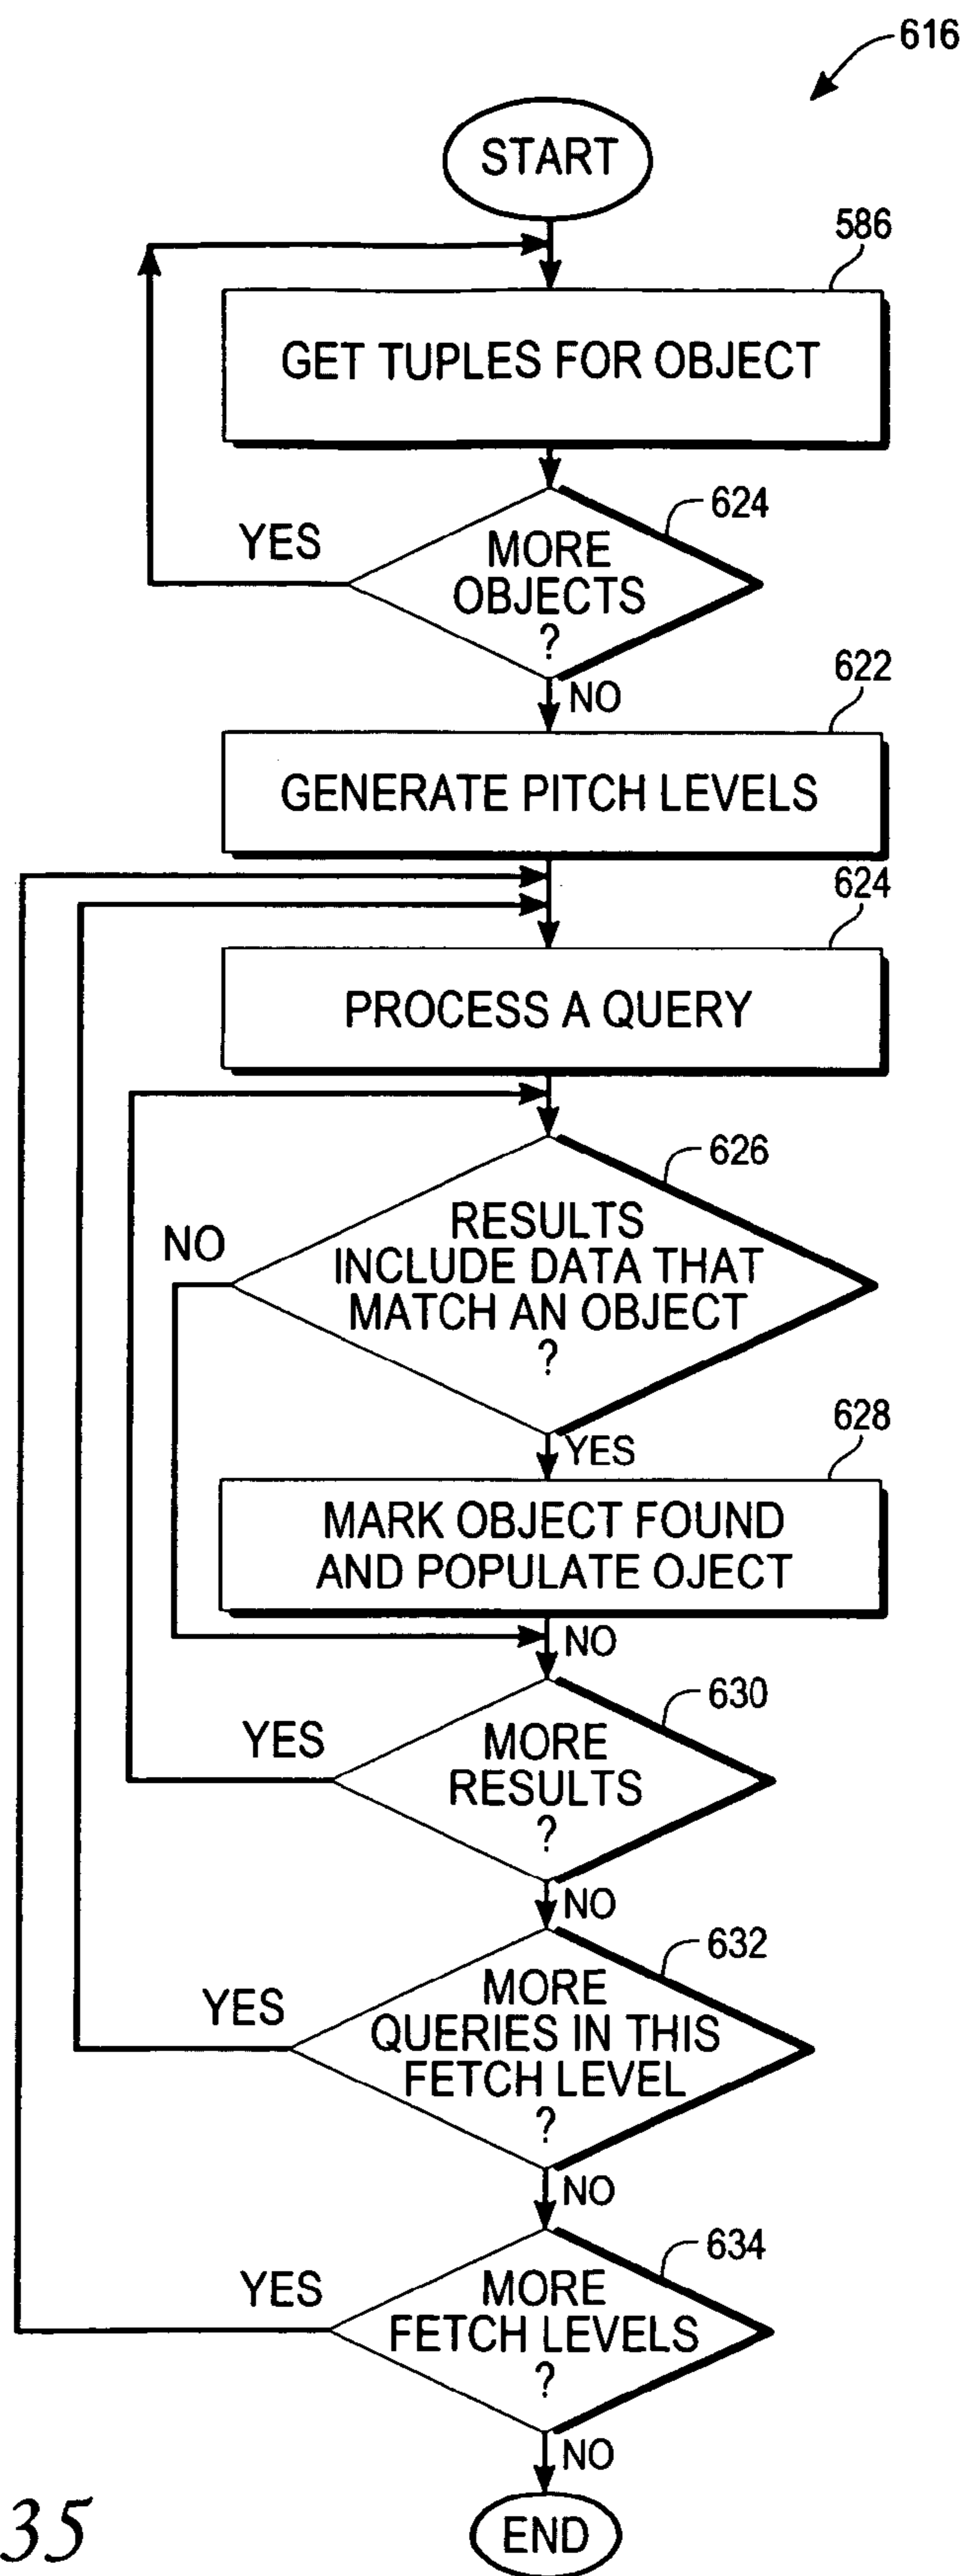 616
START
586
GET TUPLES FOR OBJECT
624
YES
MORE
OBJECTS
?
NO
622
GENERATE PITCH LEVELS
624
PROCESS A QUERY
626
NO
RESULTS
INCLUDE DATA THAT
MATCH AN OBJECT
?
YES
628
MARK OBJECT FOUND
AND POPULATE OJECT
NO
630
YES
MORE
RESULTS
?
NO
632
YES
MORE
QUERIES IN THIS
FETCH LEVEL
?
NO
634
YES
MORE
FETCH LEVELS
?
NO
35
END